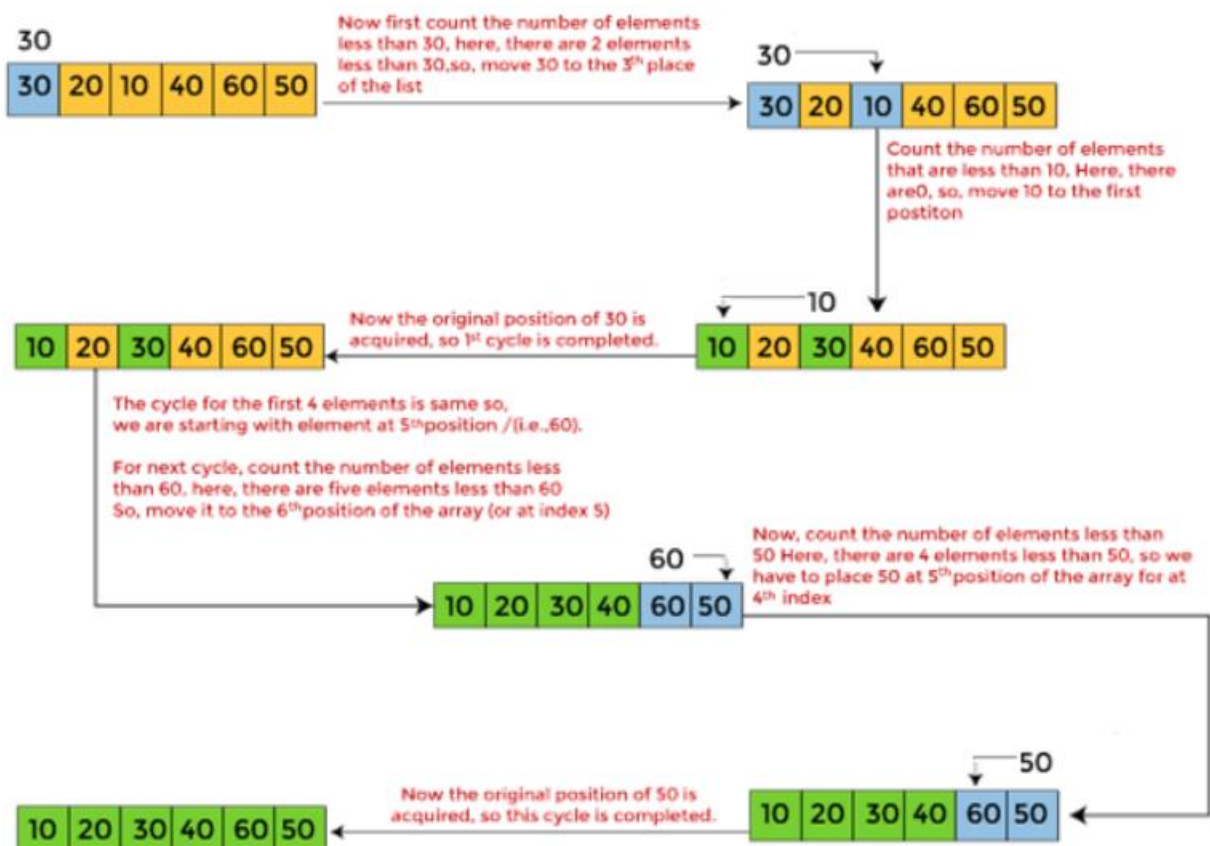 30
30 20 10 40 60 50
Now first count the number of elements
less than 30, here, there are 2 elements
less than 30,so, move 30 to the 3th place
of the list
30
30 20 10 40 60 50
Count the number of elements
that are less than 10, Here, there
are0, so, move 10 to the first
postiton
10
10 20 30 40 60 50
Now the original position of 30 is
acquired, so 1st cycle is completed.
10 20 30 40 60 50
The cycle for the first 4 elements is same so,
we are starting with element at 5th position /(i.e.,60).
For next cycle, count the number of elements less
than 60, here, there are five elements less than 60
So, move it to the 6th position of the array (or at index 5)
60
10 20 30 40 60 50
Now, count the number of elements less than
50 Here, there are 4 elements less than 50, so we
have to place 50 at 5th position of the array for at
4th index
50
10 20 30 40 60 50
Now the original position of 50 is
acquired, so this cycle is completed.
10 20 30 40 60 50